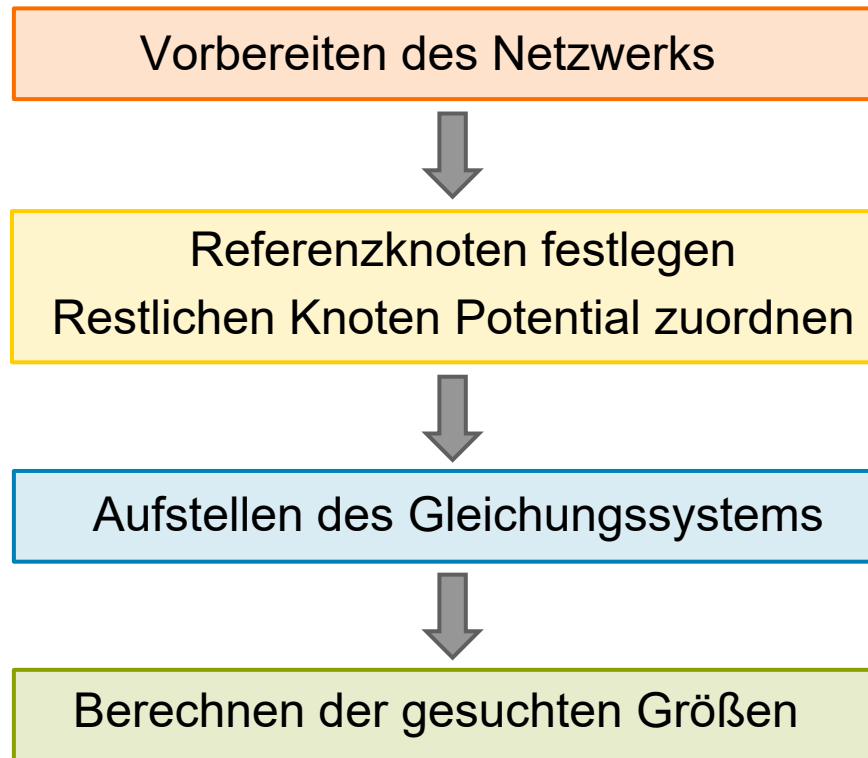 Vorbereiten des Netzwerks
Referenzknoten festlegen
Restlichen Knoten Potential zuordnen
Aufstellen des Gleichungssystems
Berechnen der gesuchten Größen